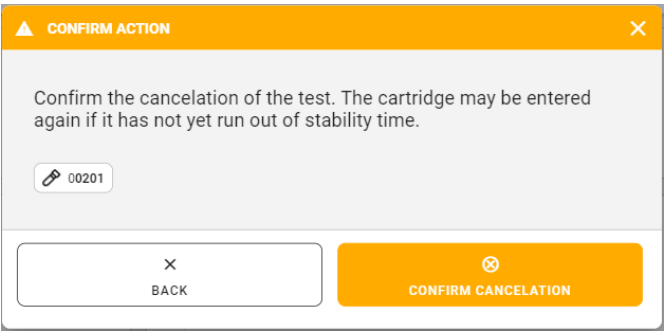 CONFIRM ACTION
Confirm the cancelation of the test. The cartridge may be entered
again if it has not yet run out of stability time.
00201
BACK
CONFIRM CANCELATION